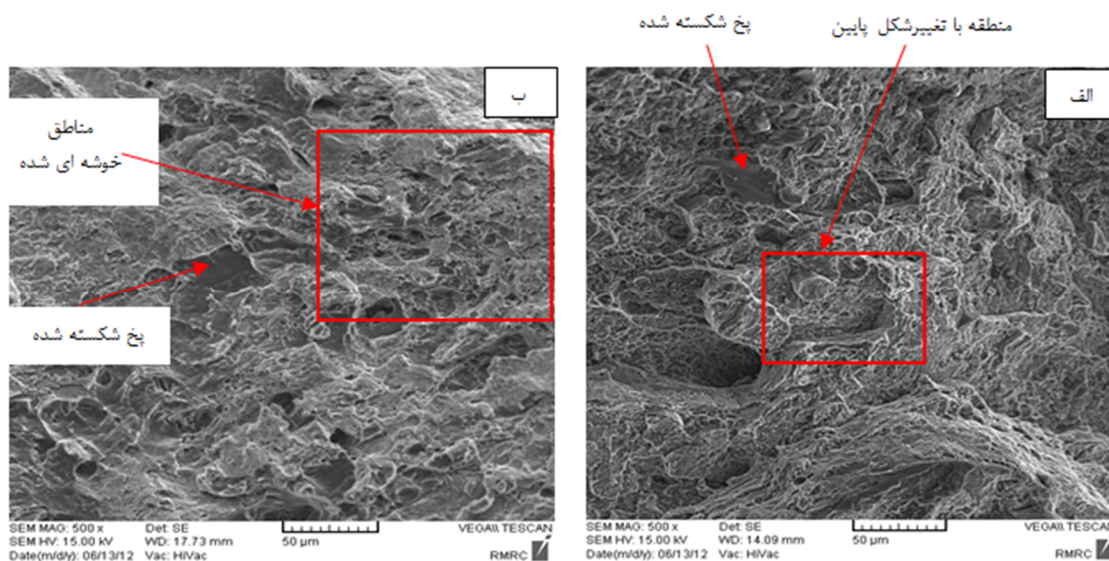 پخ شکسته شده
منطقه با تغییرشکل پایین
الف
ب
مناطق
خوشه ای شده
پخ شکسته شده
SEM MAG: 500 x Det: SE
SEM HV: 15.00 kV WD: 17.73 mm
Date(m/d/y): 06/13/12 Vac: HiVac
50 µm
VEGA\\ TESCAN
RMRC
SEM MAG: 500 x Det: SE
SEM HV: 15.00 kV WD: 14.09 mm
Date(m/d/y): 06/13/12 Vac: HiVac
50 µm
VEGA\\ TESCAN
RMRC